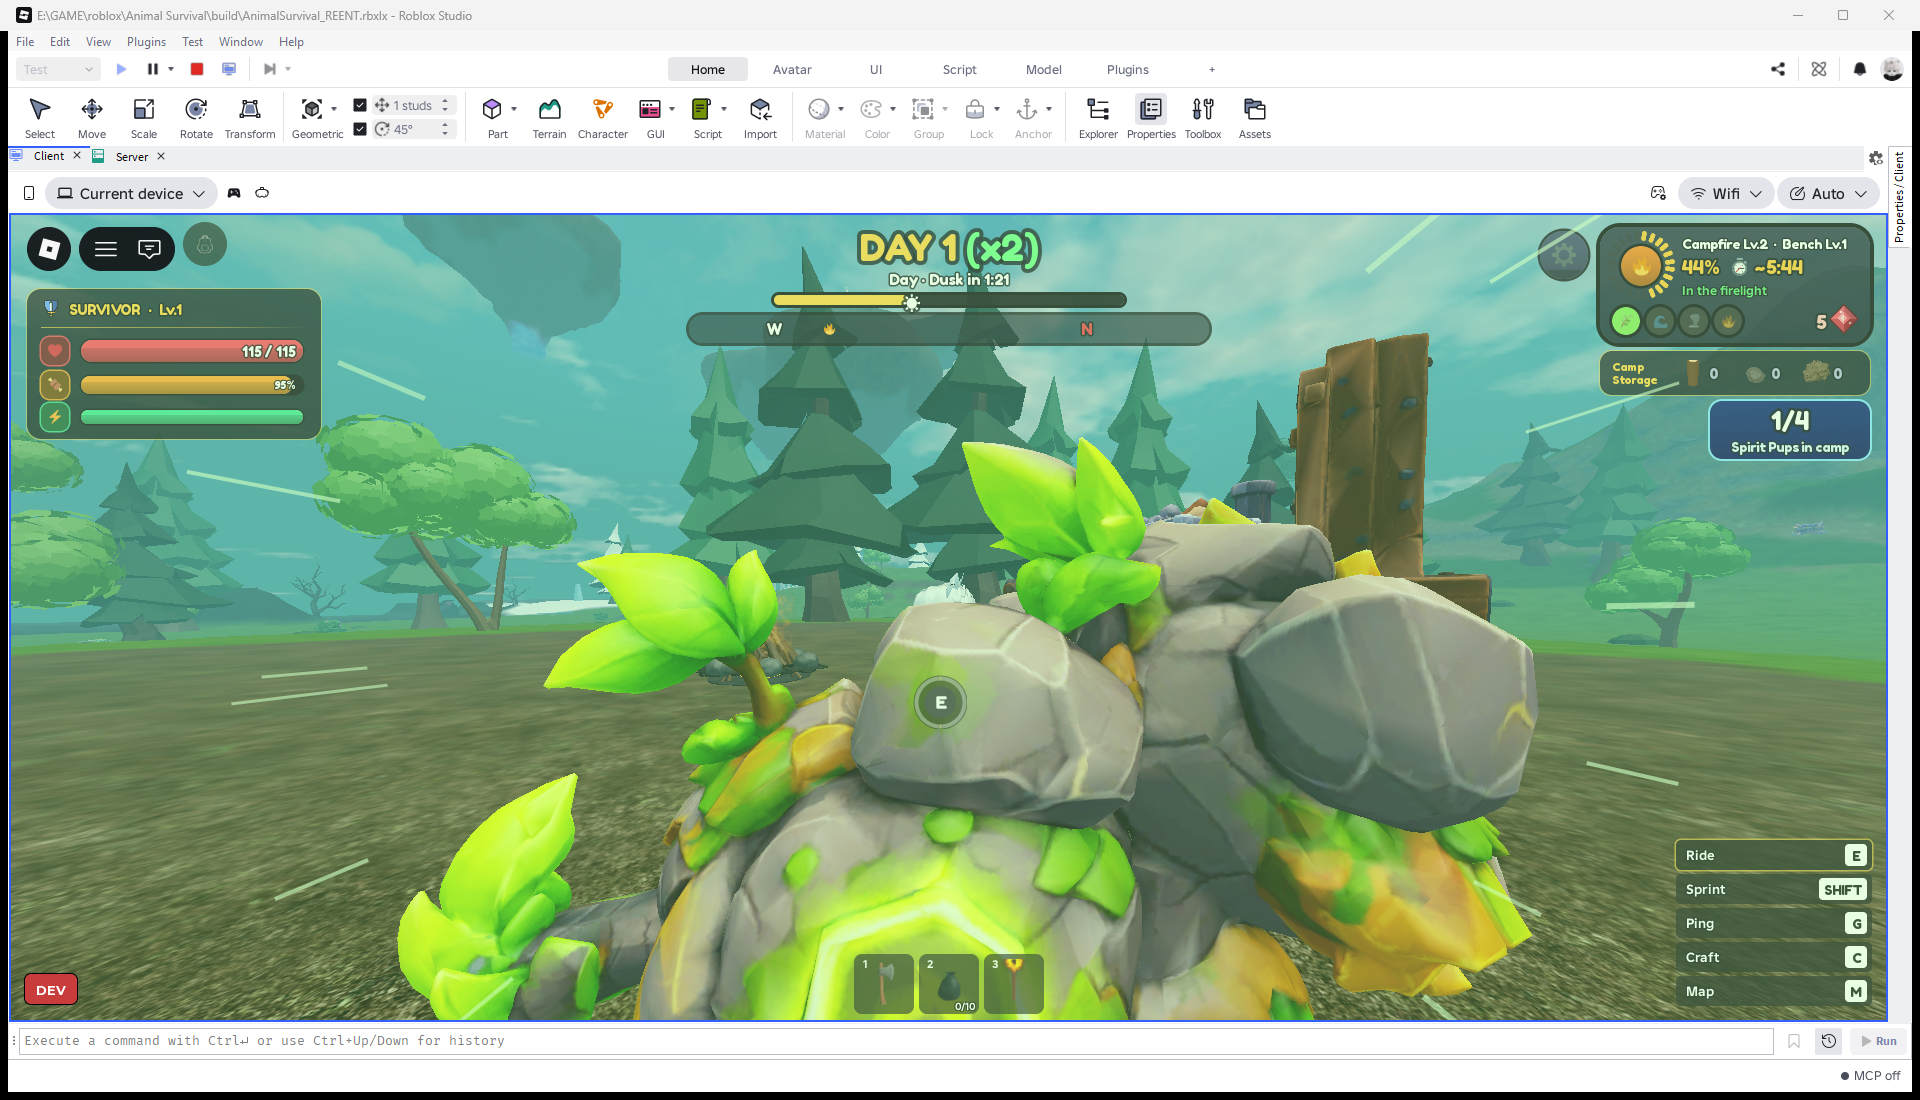 E:\GAME\roblox\Animal Survival\build\AnimalSurvival_REENT.rbxlx - Roblox Studio
File Edit View Plugins Test Window Help
Test
Home Avatar UI Script Model Plugins +
1 studs
45°
Select Move Scale Rotate Transform Geometric Part Terrain Character GUI Script Import Material Color Group Lock Anchor Explorer Properties Toolbox Assets
Client Server
Properties / Client
Current device
Wifi Auto
DAY 1 (x2)
Day · Dusk in 1:21
W N
SURVIVOR · Lv.1
115 / 115
95%
Campfire Lv.2 · Bench Lv.1
44% ~5:44
In the firelight
5
Camp Storage 0 0 0
1/4
Spirit Pups in camp
E
Ride E
Sprint SHIFT
Ping G
Craft C
Map M
DEV
1 2 3
0/10
Execute a command with Ctrl↵ or use Ctrl+Up/Down for history
Run
MCP off